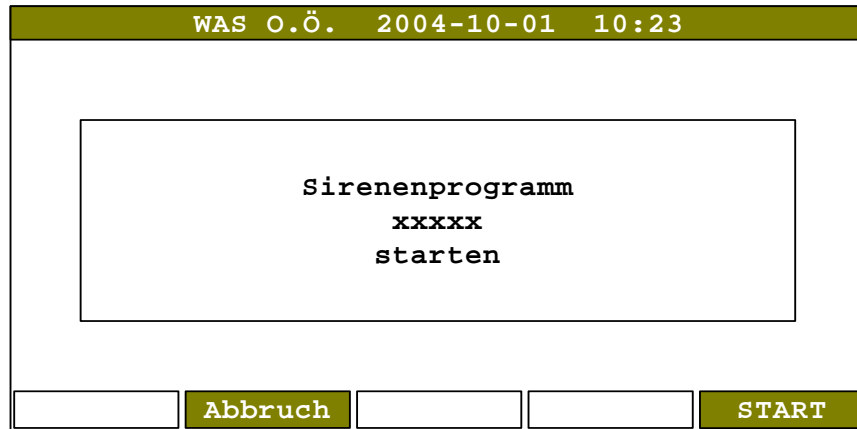 WAS O.Ö. 2004-10-01 10:23
Sirenenprogramm
xxxxx
starten
Abbruch START